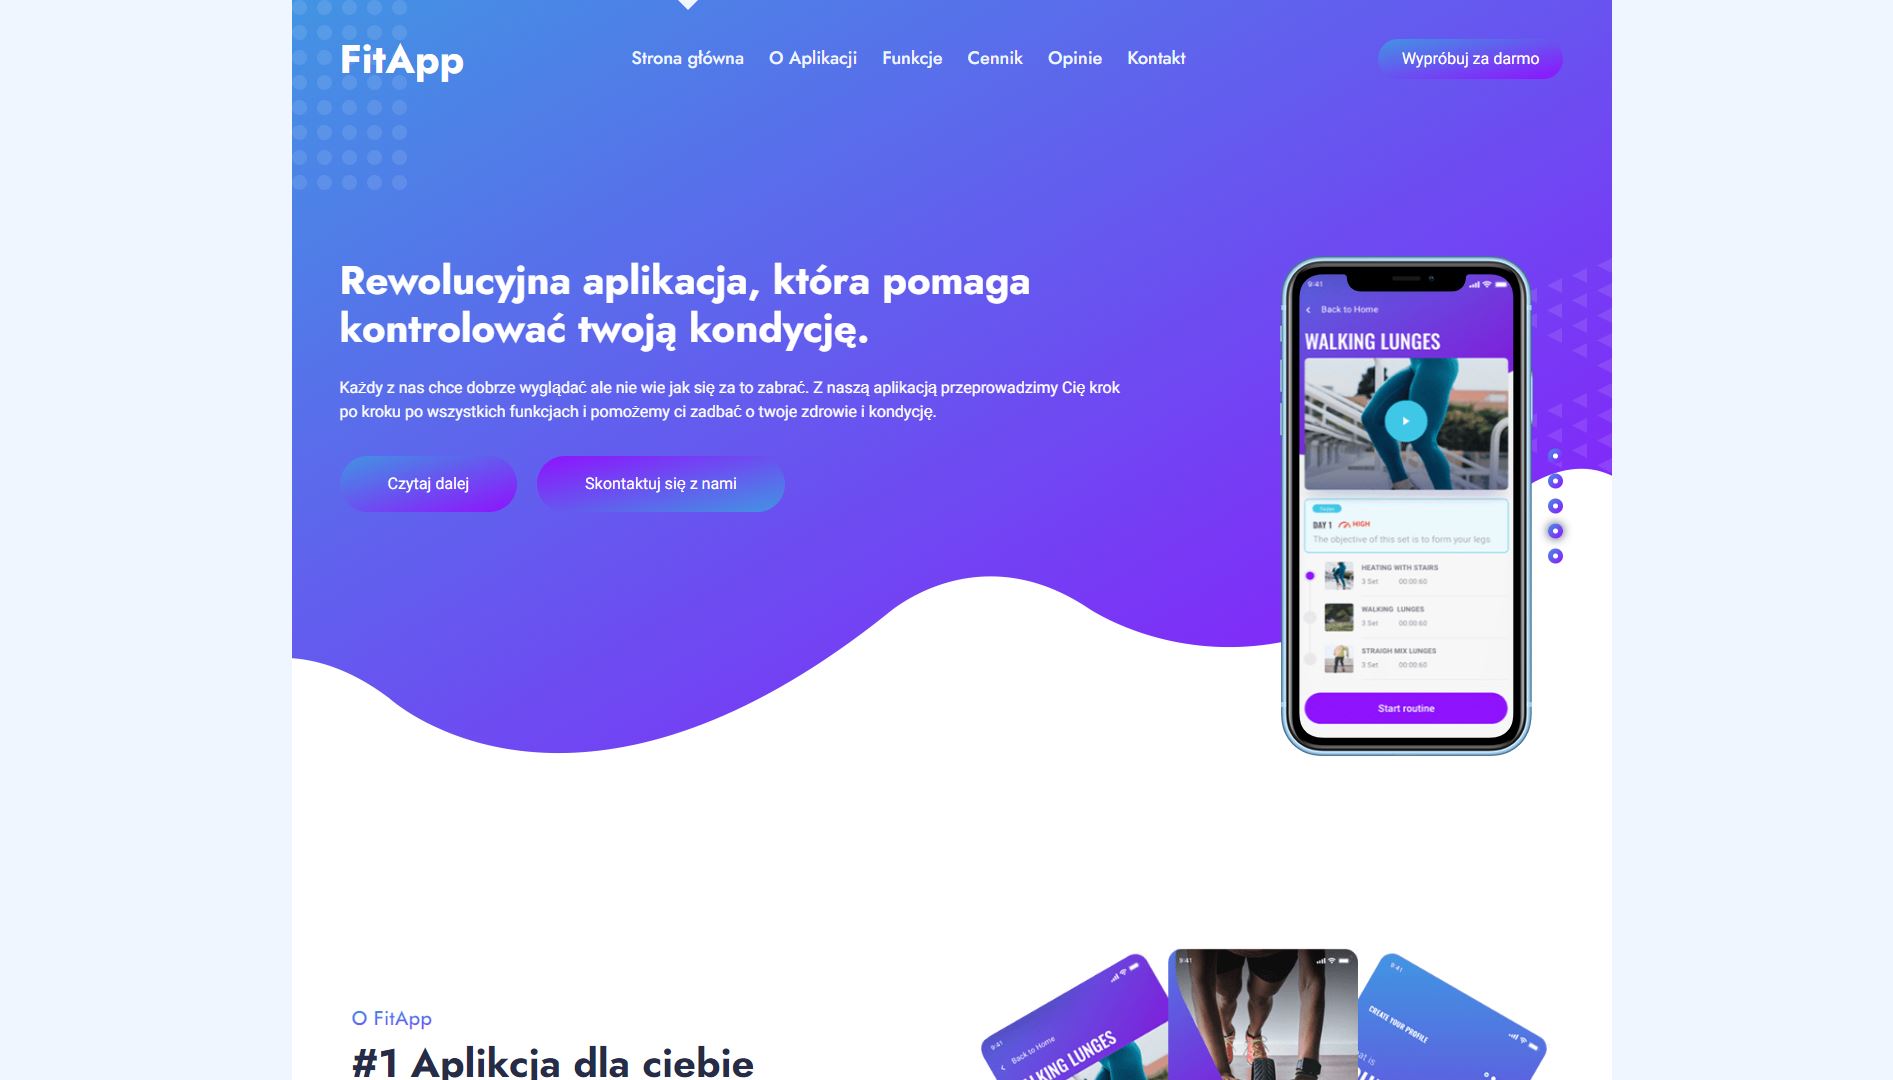 FitApp
Strona główna
O Aplikacji
Funkcje
Cennik
Opinie
Kontakt
Wypróbuj za darmo
Rewolucyjna aplikacja, która pomaga
kontrolować twoją kondycję.
Każdy z nas chce dobrze wyglądać ale nie wie jak się za to zabrać. Z naszą aplikacją przeprowadzimy Cię krok
po kroku po wszystkich funkcjach i pomożemy ci zadbać o twoje zdrowie i kondycję.
Czytaj dalej
Skontaktuj się z nami
9:41
Back to Home
WALKING LUNGES
Today
DAY 1 HIGH
The objective of this set is to form your legs
HEATING WITH STAIRS
3 Set 00:00:60
WALKING LUNGES
3 Set 00:00:60
STRAIGH MIX LUNGES
3 Set 00:00:60
Start routine
O FitApp
#1 Aplikcja dla ciebie
9:41
Back to Home
LKING LUNGES
9:41
9:41
CREATE YOUR PROFILE